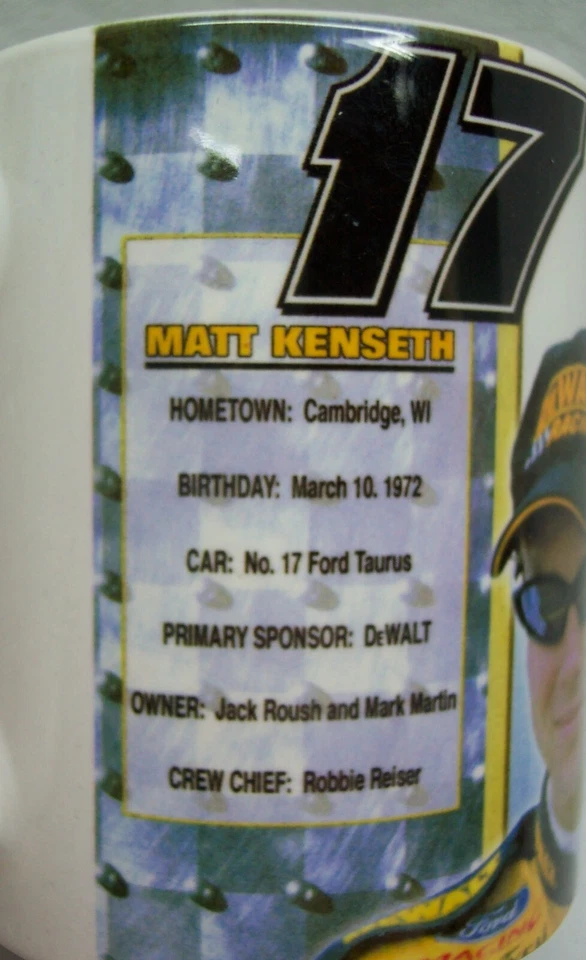 17
MATT KENSETH
HOMETOWN: Cambridge, WI
BIRTHDAY: March 10. 1972
CAR: No. 17 Ford Taurus
PRIMARY SPONSOR: DeWALT
OWNER: Jack Roush and Mark Martin
CREW CHIEF: Robbie Reiser
Ford